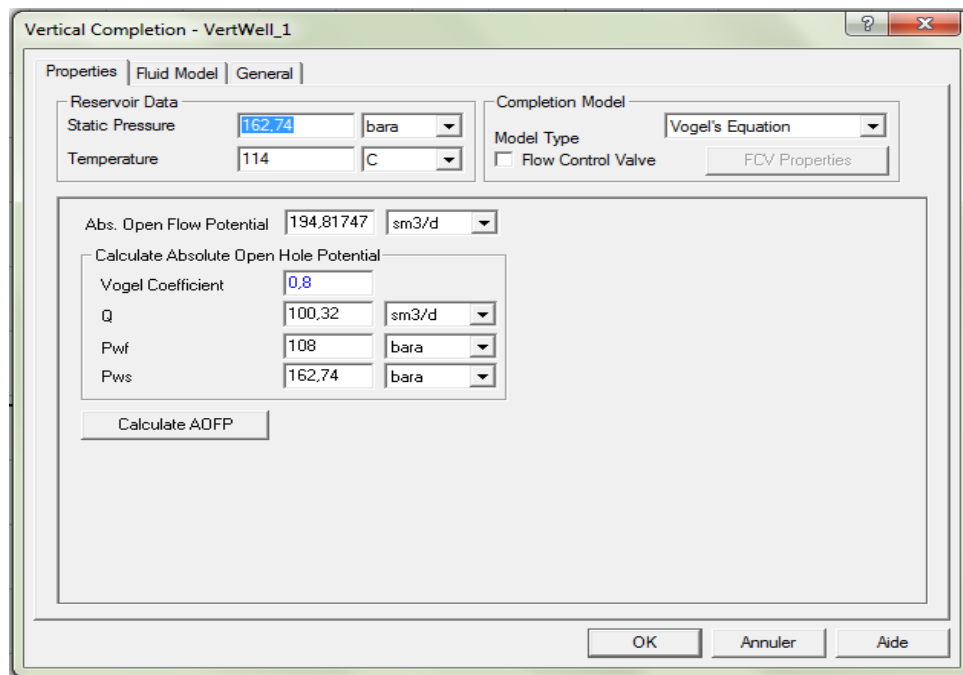 Vertical Completion - VertWell_1
Properties Fluid Model General
Reservoir Data
Static Pressure 162,74 bara
Temperature 114 C
Completion Model
Model Type Vogel's Equation
Flow Control Valve FCV Properties
Abs. Open Flow Potential 194,81747 sm3/d
Calculate Absolute Open Hole Potential
Vogel Coefficient 0,8
Q 100,32 sm3/d
Pwf 108 bara
Pws 162,74 bara
Calculate AOFP
OK Annuler Aide